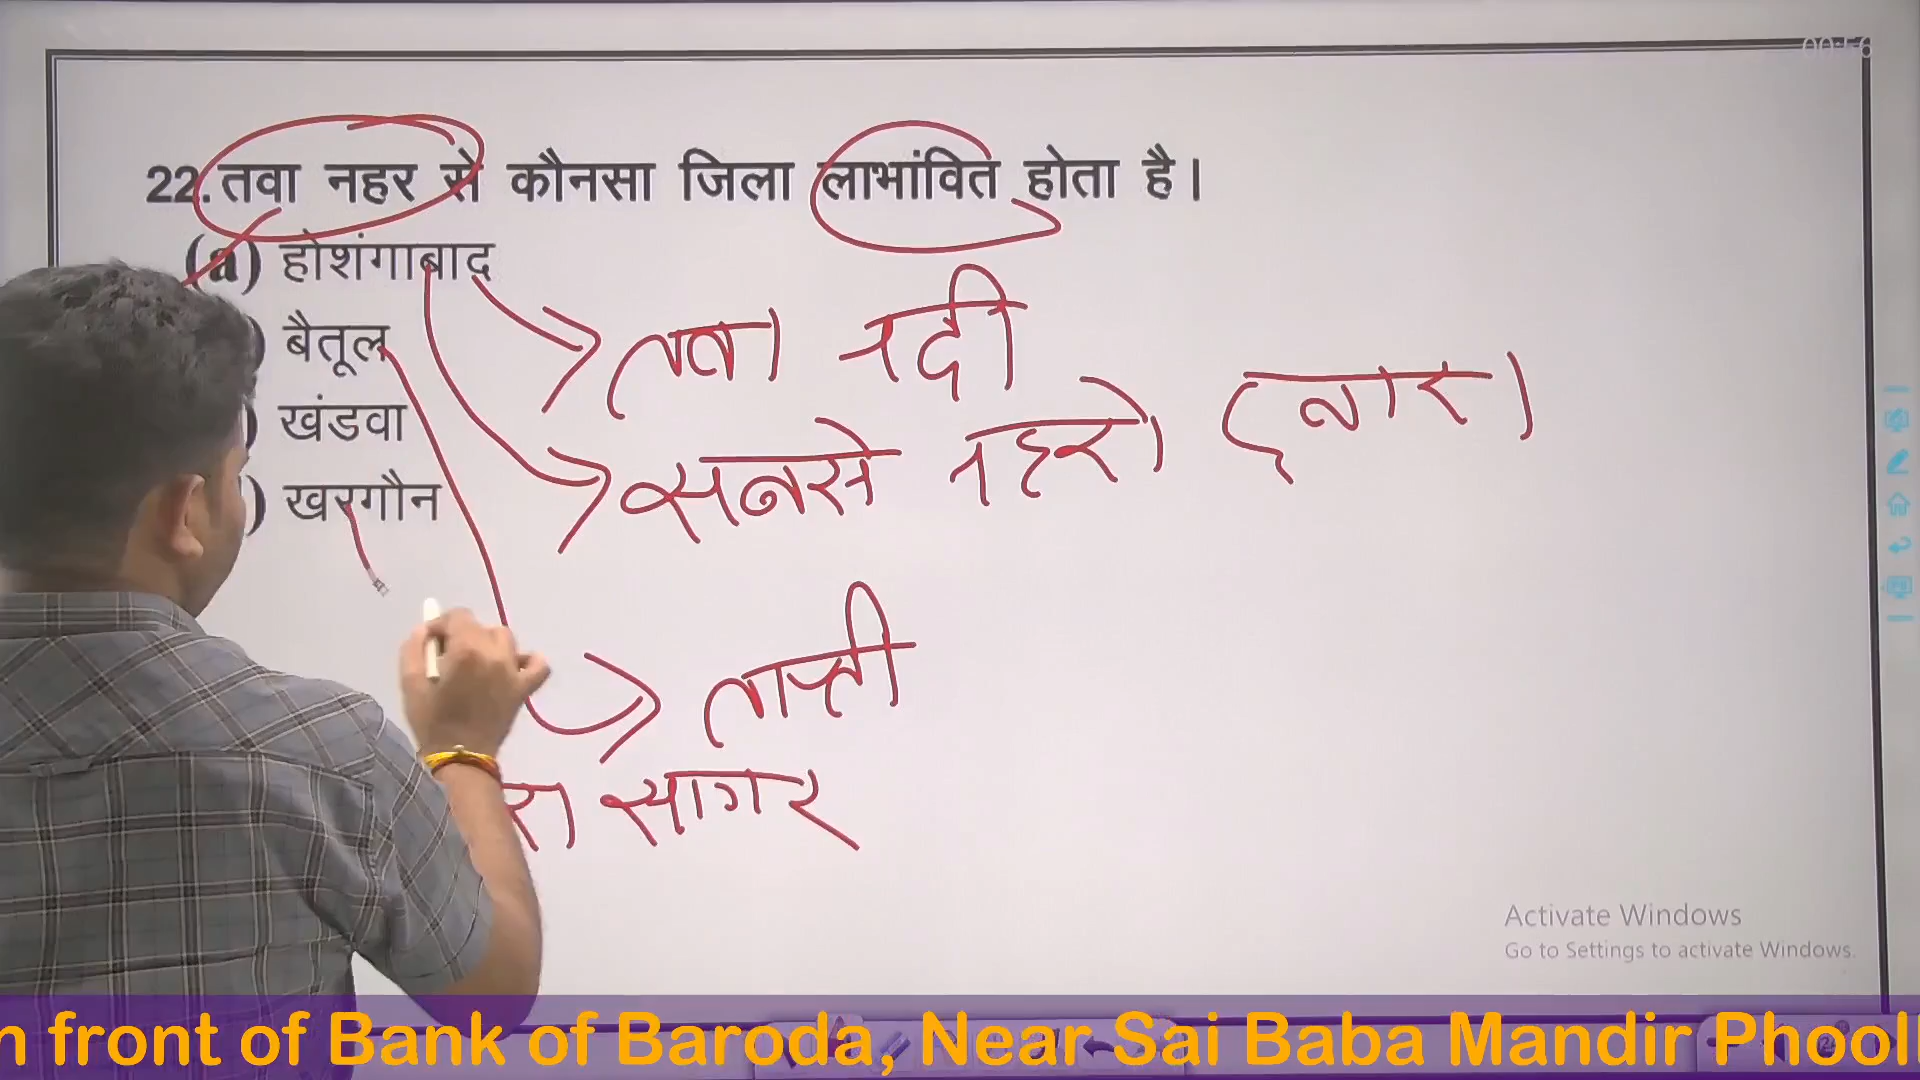 22. तवा नहर से कौनसा जिला लाभांवित होता है।
(a) होशंगाबाद
) बैतूल
) खंडवा
) खरगौन
तवा नदी
सबसे नहरो द्वारा
ताप्ती
सागर
Activate Windows
Go to Settings to activate Windows.
front of Bank of Baroda, Near Sai Baba Mandir Phool